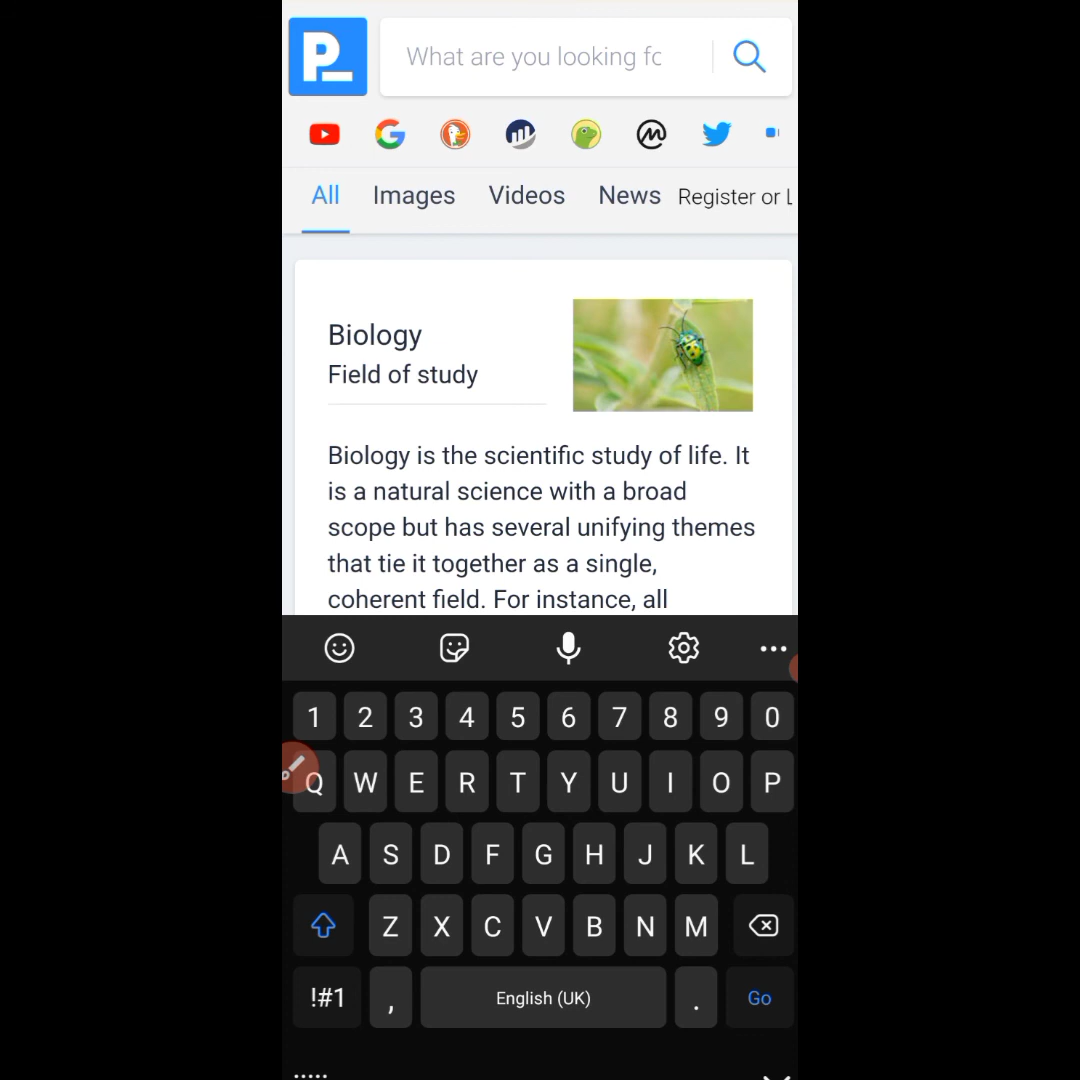 P_
What are you looking fo
All Images Videos News Register or L
Biology
Field of study
Biology is the scientific study of life. It
is a natural science with a broad
scope but has several unifying themes
that tie it together as a single,
coherent field. For instance, all
1 2 3 4 5 6 7 8 9 0
Q W E R T Y U I O P
A S D F G H J K L
Z X C V B N M
!#1 , English (UK) . Go